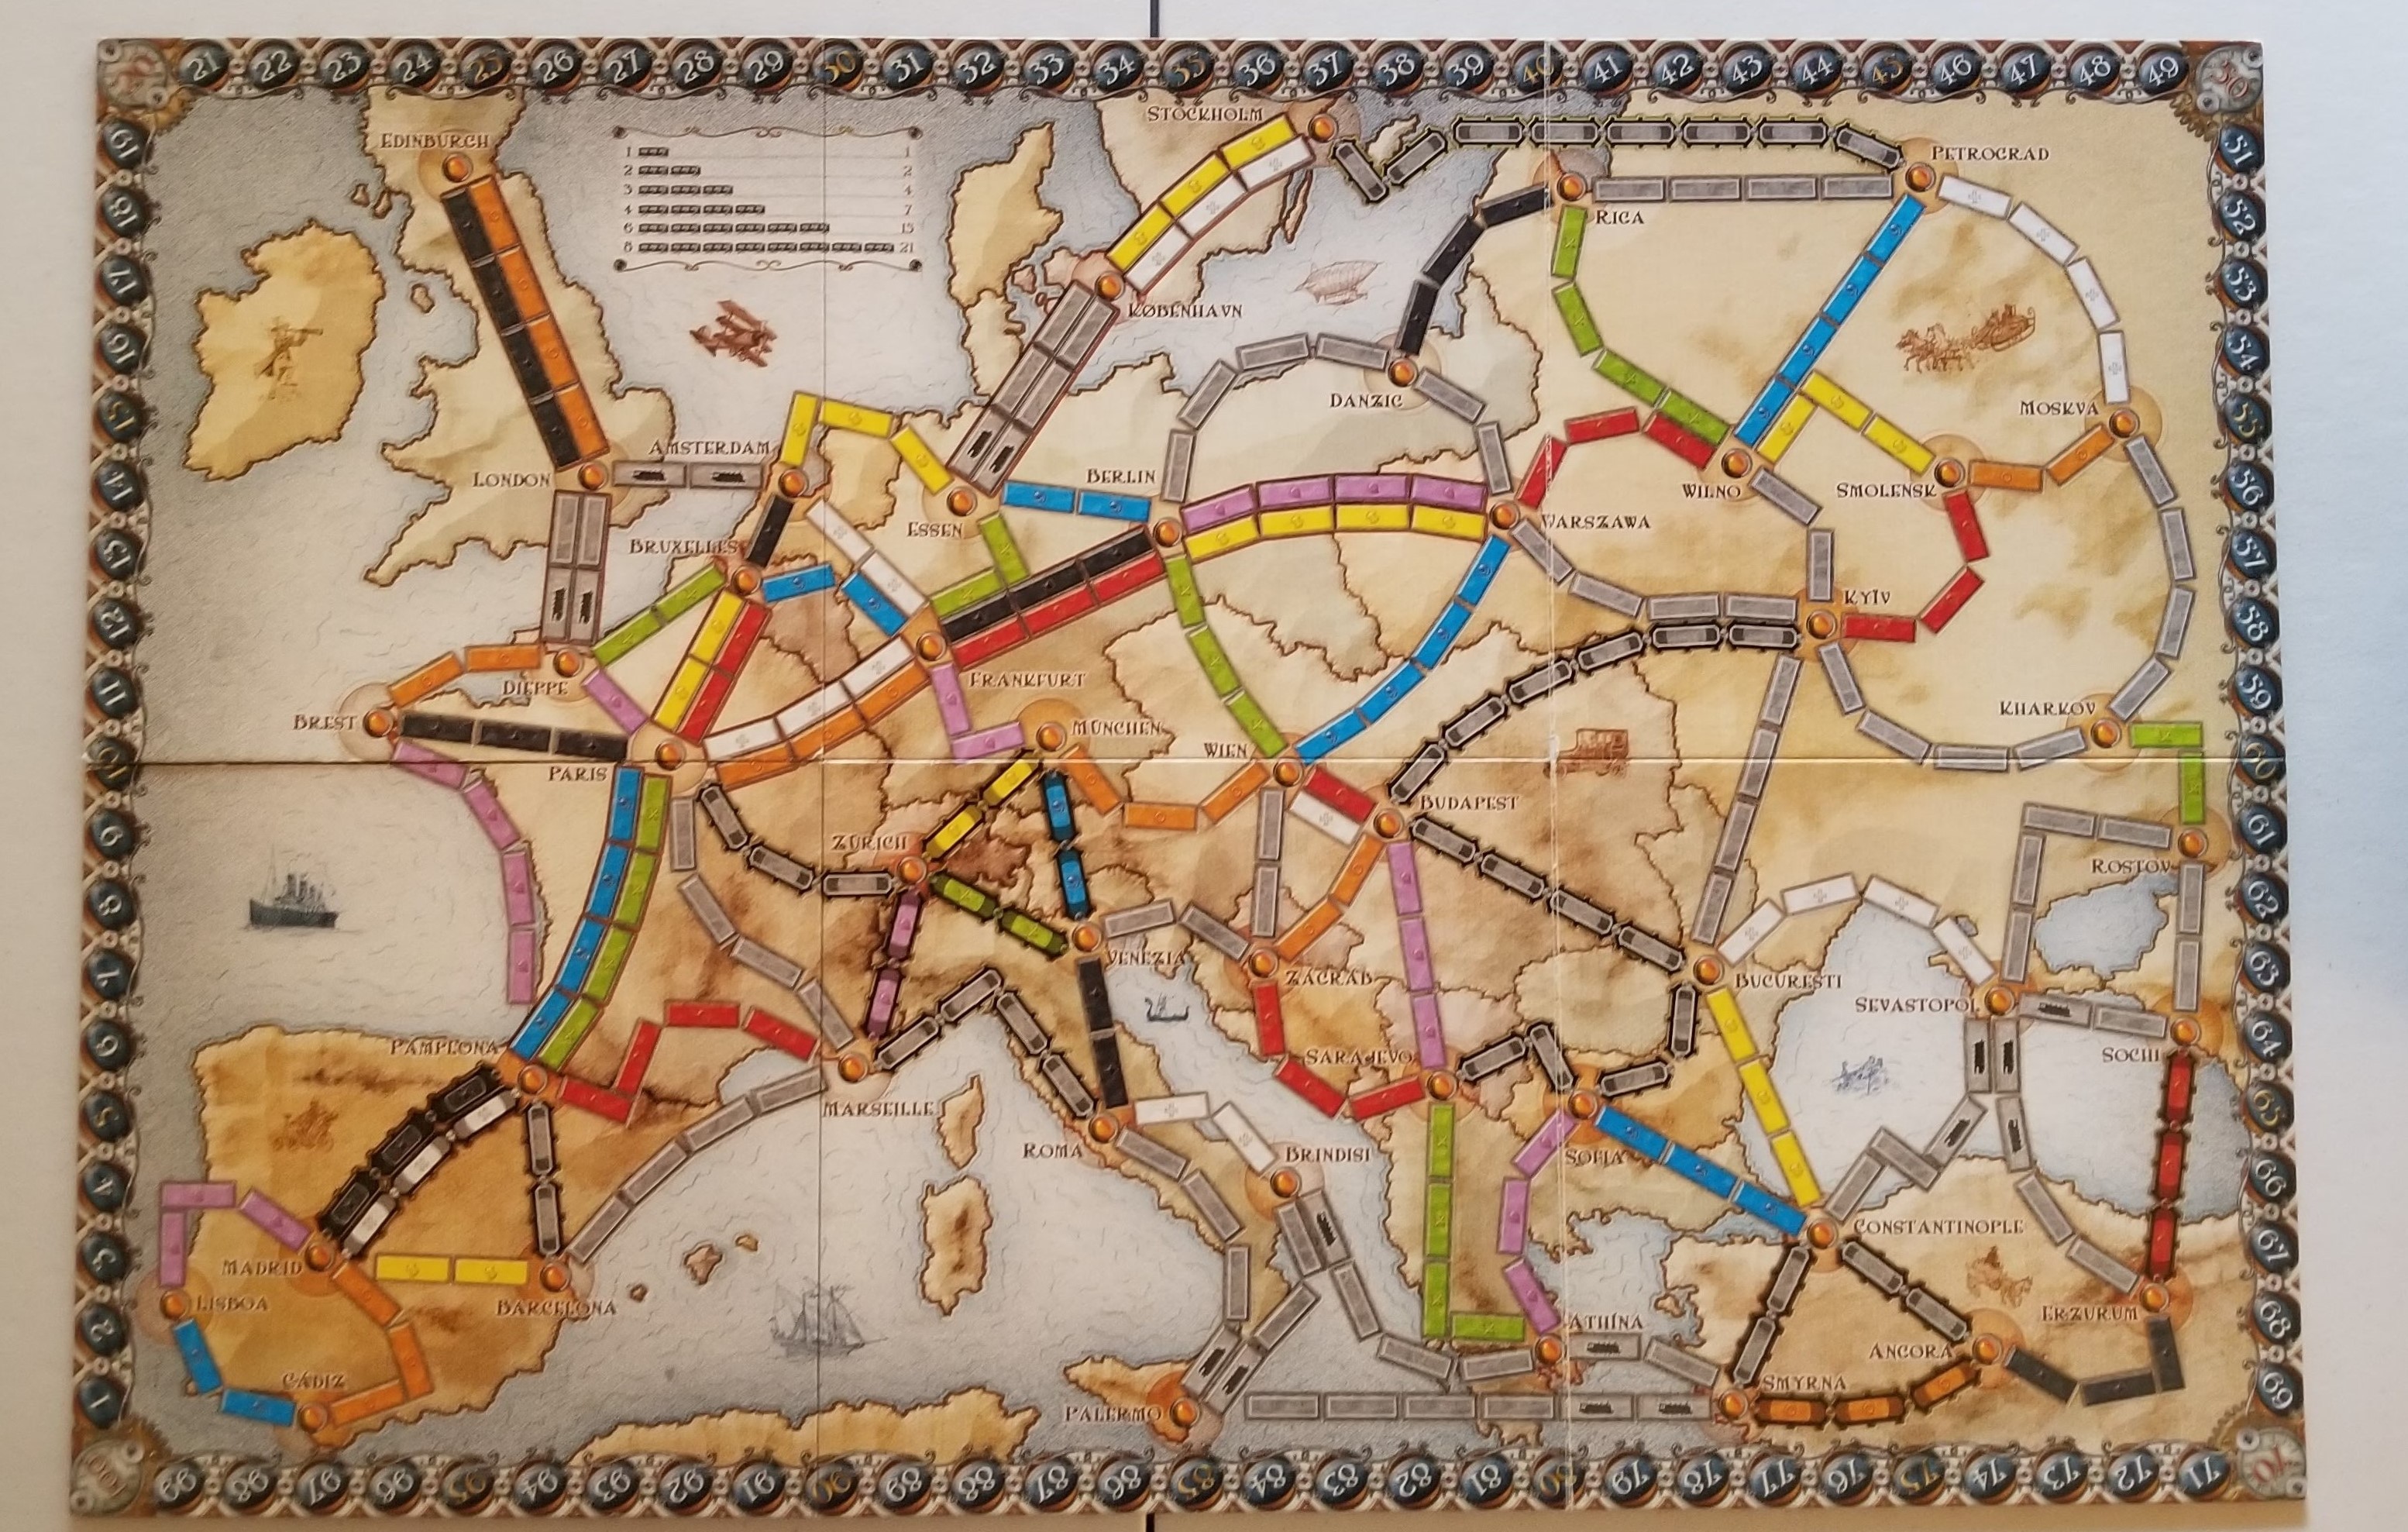 21 22 23 24 25 26 27 28 29 30 31 32 33 34 35 36 37 38 39 40 41 42 43 44 45 46 47 48 49 50
STOCKHOLM
EDINBURGH
1 1
2 2
3 4
4 7
6 15
8 21
PETROGRAD
RIGA
KØBENHAVN
DANZIG
MOSKVA
AMSTERDAM
LONDON
BERLIN
ESSEN
WILNO
SMOLENSK
WARSZAWA
BRUXELLES
KYÏV
DIEPPE
FRANKFURT
BREST
MÜNCHEN
KHARKOV
WIEN
PARIS
BUDAPEST
ZÜRICH
ROSTOV
VENEZIA
ZAGRÁB
BUCURESTI
SEVASTOPOL
PAMPLONA
SARAJEVO
SOCHI
MARSEILLE
ROMA
BRINDISI
SOFIA
CONSTANTINOPLE
MADRID
LISBOA
BARCELONA
ATHÍNA
ERZURUM
ANGORA
CÁDIZ
SMYRNA
PALERMO
19
18
17
16
15
14
13
12
11
10
9
8
7
6
5
4
3
2
1
51
52
53
54
55
56
57
58
59
60
61
62
63
64
65
66
67
68
69
100 99 98 97 96 95 94 93 92 91 90 89 88 87 86 85 84 83 82 81 80 79 78 77 76 75 74 73 72 71 70